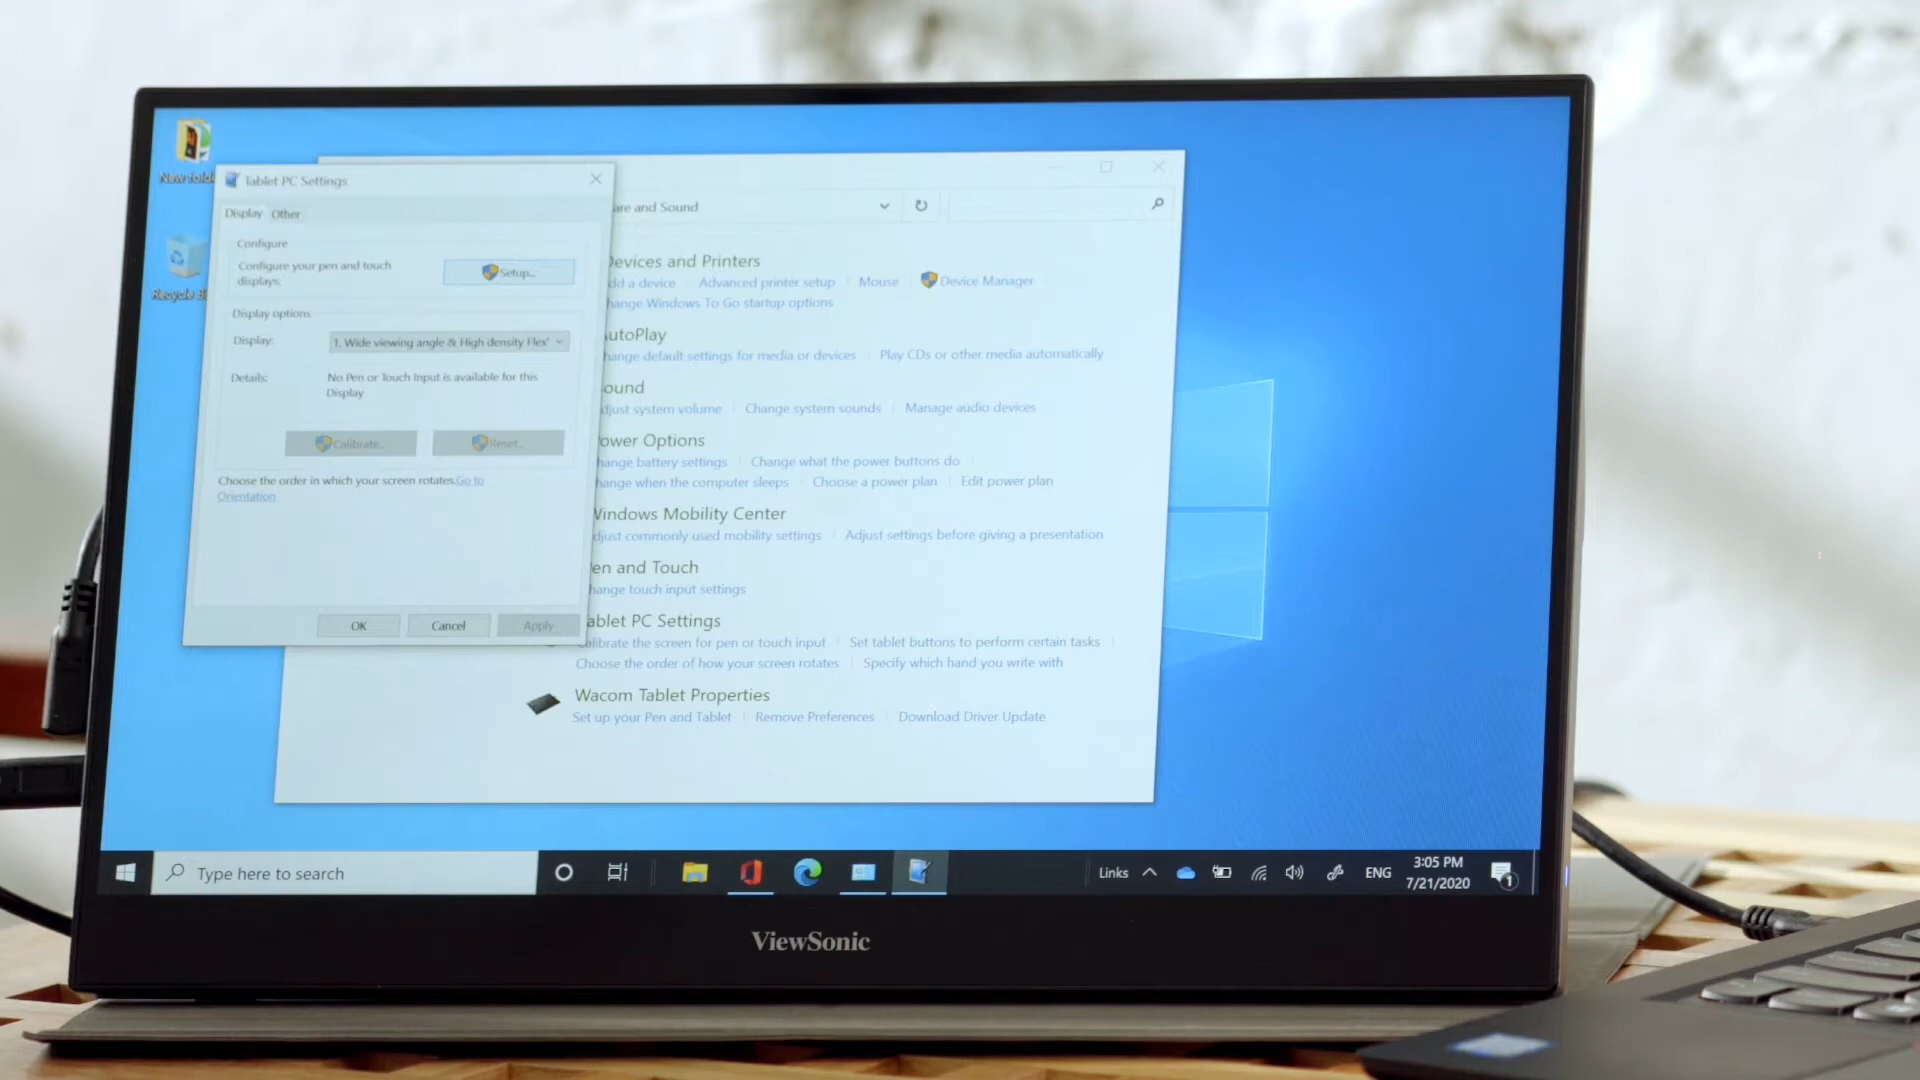 New fold
Recycle B
Tablet PC Settings
Display Other
Configure
Configure your pen and touch
displays.
Setup...
Display options
Display:
1. Wide viewing angle & High density Flex'
Details:
No Pen or Touch Input is available for this
Display
Calibrate...
Reset...
Choose the order in which your screen rotates. Go to
Orientation
OK
Cancel
Apply
are and Sound
Devices and Printers
dd a device
Advanced printer setup
Mouse
Device Manager
hange Windows To Go startup options
utoPlay
hange default settings for media or devices
Play CDs or other media automatically
ound
djust system volume
Change system sounds
Manage audio devices
ower Options
hange battery settings
Change what the power buttons do
hange when the computer sleeps
Choose a power plan
Edit power plan
Windows Mobility Center
djust commonly used mobility settings
Adjust settings before giving a presentation
en and Touch
hange touch input settings
ablet PC Settings
alibrate the screen for pen or touch input
Set tablet buttons to perform certain tasks
Choose the order of how your screen rotates
Specify which hand you write with
Wacom Tablet Properties
Set up your Pen and Tablet
Remove Preferences
Download Driver Update
Type here to search
Links
ENG
3:05 PM
7/21/2020
1
ViewSonic